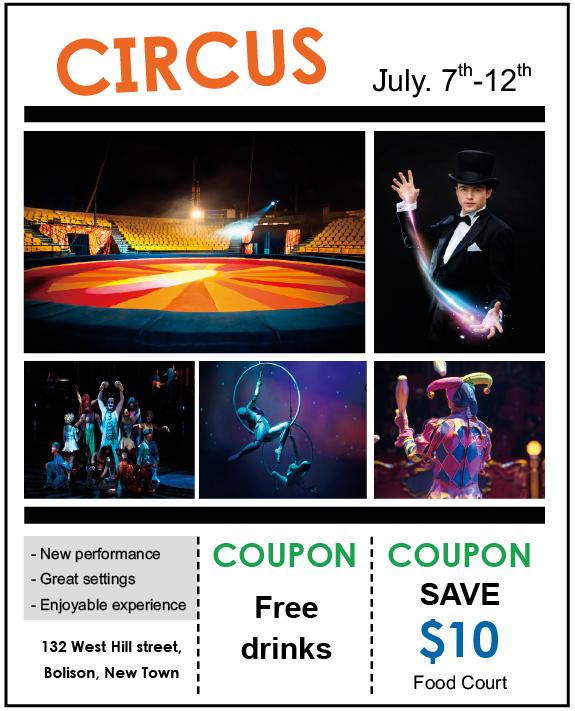 CIRCUS
July. 7th-12th
- New performance
- Great settings
- Enjoyable experience
132 West Hill street,
Bolison, New Town
COUPON
Free
drinks
COUPON
SAVE
$10
Food Court